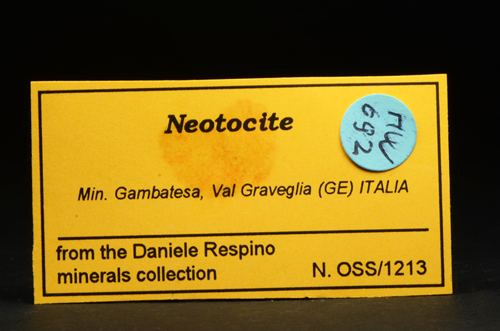 Neotocite
MW
692
Min. Gambatesa, Val Graveglia (GE) ITALIA
from the Daniele Respino
minerals collection
N. OSS/1213